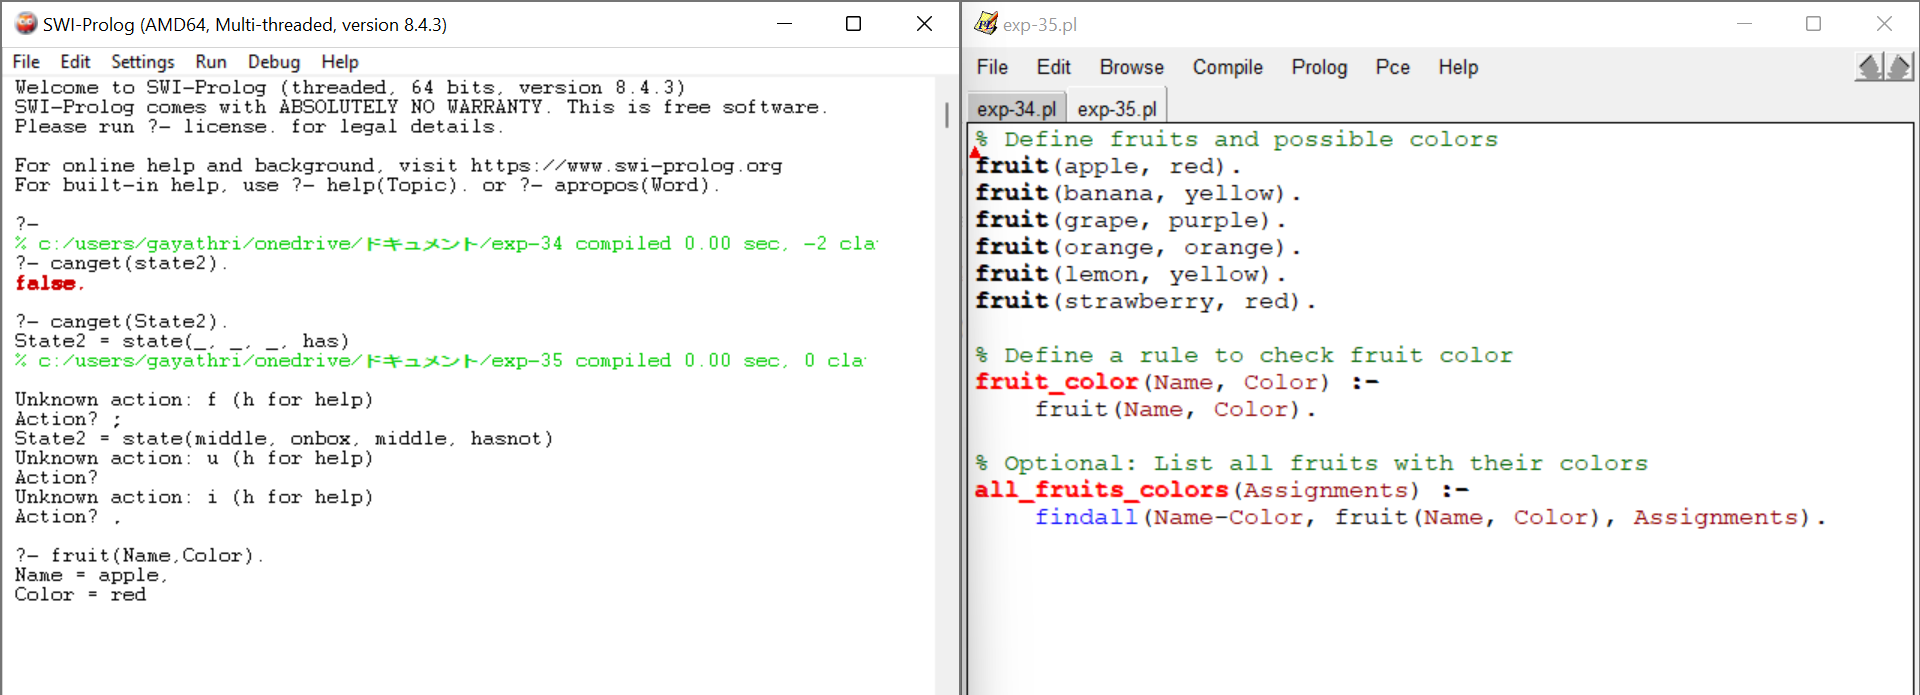 SWI-Prolog (AMD64, Multi-threaded, version 8.4.3)
File Edit Settings Run Debug Help
Welcome to SWI-Prolog (threaded, 64 bits, version 8.4.3)
SWI-Prolog comes with ABSOLUTELY NO WARRANTY. This is free software.
Please run ?- license. for legal details.
For online help and background, visit https://www.swi-prolog.org
For built-in help, use ?- help(Topic). or ?- apropos(Word).
?-
% c:/users/gayathri/onedrive/ドキュメント/exp-34 compiled 0.00 sec, -2 cla
?- canget(state2).
false.
?- canget(State2).
State2 = state(_, _, _, has)
% c:/users/gayathri/onedrive/ドキュメント/exp-35 compiled 0.00 sec, 0 cla
Unknown action: f (h for help)
Action? ;
State2 = state(middle, onbox, middle, hasnot)
Unknown action: u (h for help)
Action?
Unknown action: i (h for help)
Action? .
?- fruit(Name,Color).
Name = apple,
Color = red
exp-35.pl
File Edit Browse Compile Prolog Pce Help
exp-34.pl exp-35.pl
% Define fruits and possible colors
fruit(apple, red).
fruit(banana, yellow).
fruit(grape, purple).
fruit(orange, orange).
fruit(lemon, yellow).
fruit(strawberry, red).
% Define a rule to check fruit color
fruit_color(Name, Color) :-
    fruit(Name, Color).
% Optional: List all fruits with their colors
all_fruits_colors(Assignments) :-
    findall(Name-Color, fruit(Name, Color), Assignments).